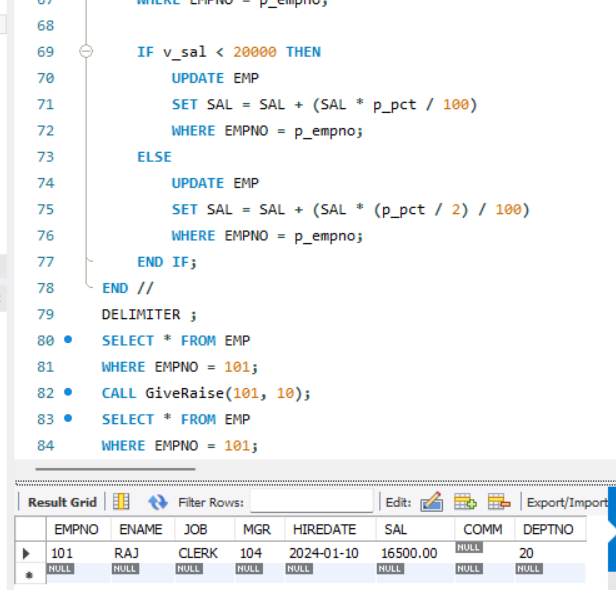 67 WHERE EMPNO = p_empno;
68
69 IF v_sal < 20000 THEN
70 UPDATE EMP
71 SET SAL = SAL + (SAL * p_pct / 100)
72 WHERE EMPNO = p_empno;
73 ELSE
74 UPDATE EMP
75 SET SAL = SAL + (SAL * (p_pct / 2) / 100)
76 WHERE EMPNO = p_empno;
77 END IF;
78 END //
79 DELIMITER ;
80 SELECT * FROM EMP
81 WHERE EMPNO = 101;
82 CALL GiveRaise(101, 10);
83 SELECT * FROM EMP
84 WHERE EMPNO = 101;
Result Grid Filter Rows: Edit: Export/Import
EMPNO ENAME JOB MGR HIREDATE SAL COMM DEPTNO
101 RAJ CLERK 104 2024-01-10 16500.00 NULL 20
NULL NULL NULL NULL NULL NULL NULL NULL